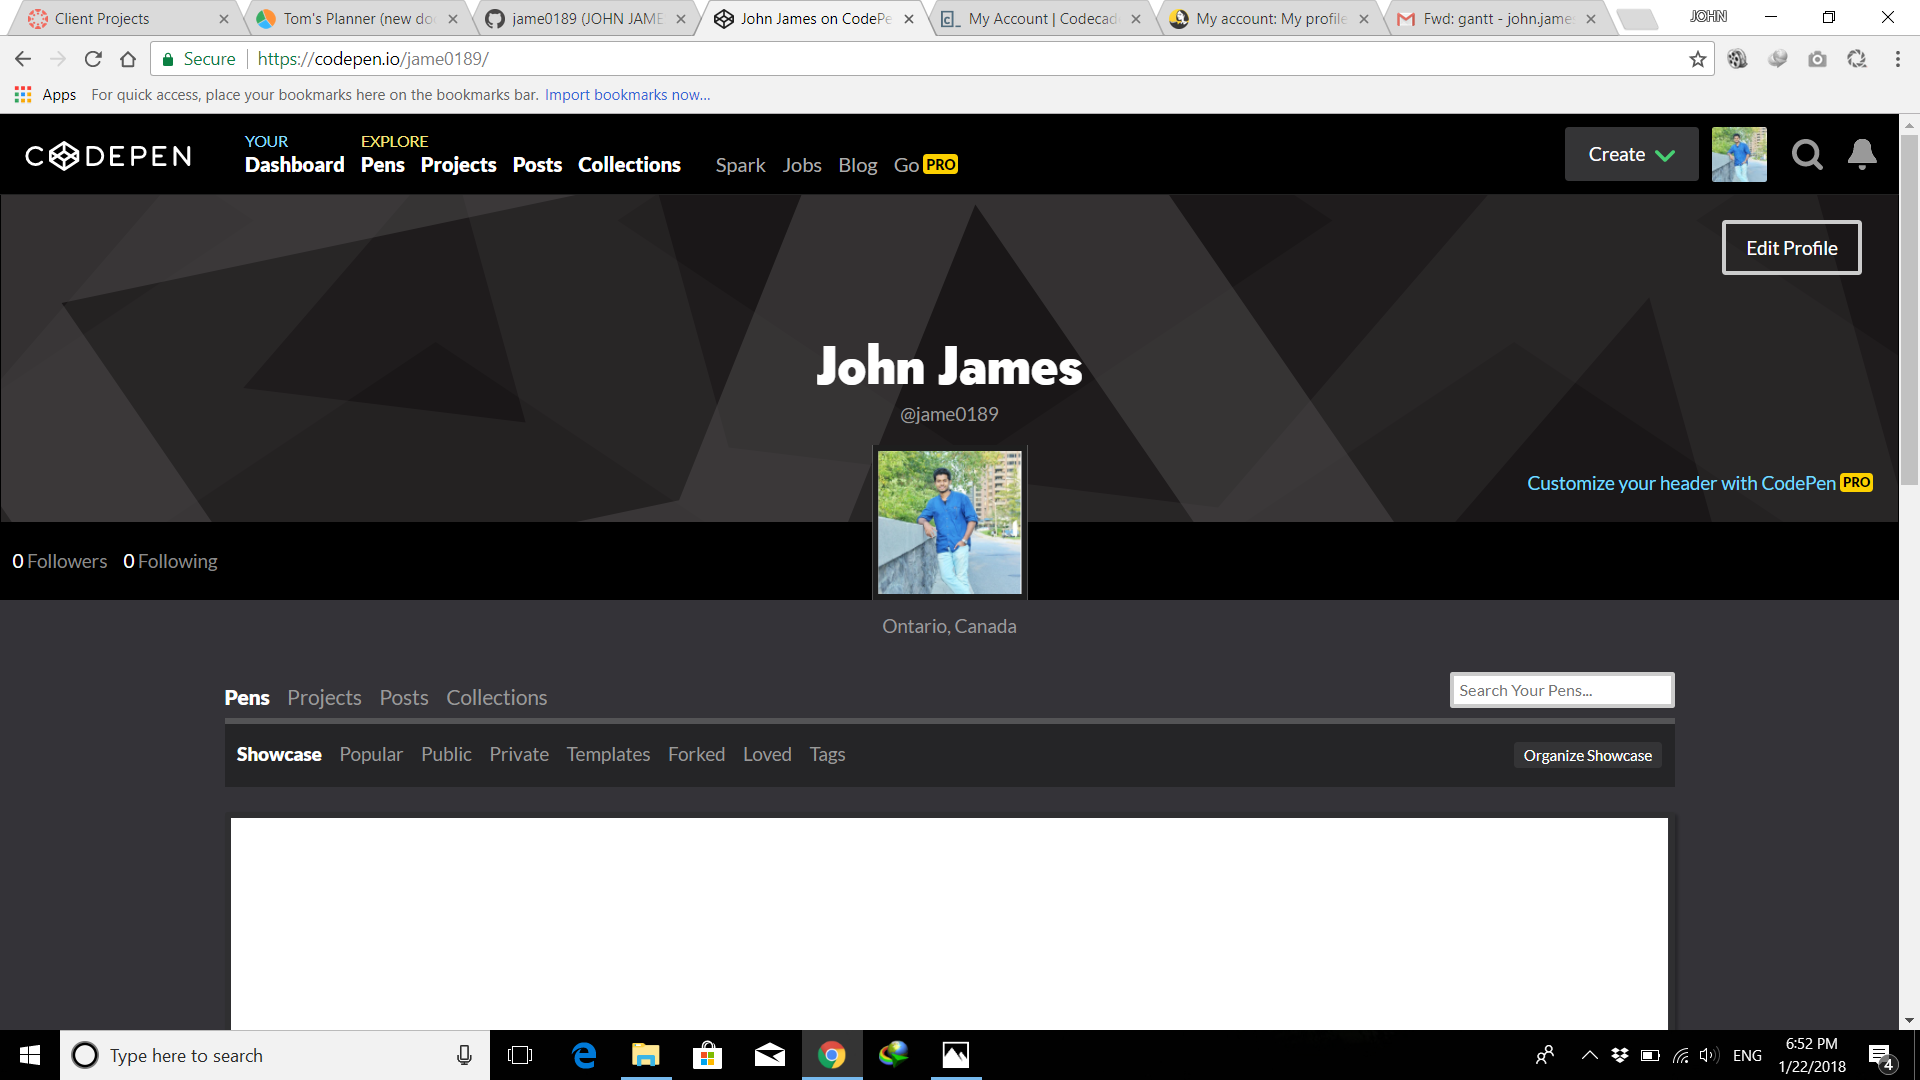 Client Projects
Tom's Planner (new do
jame0189 (JOHN JAME
John James on CodePe
My Account | Codecad
My account: My profile
Fwd: gantt - john.james
JOHN
Secure
https://codepen.io/jame0189/
Apps
For quick access, place your bookmarks here on the bookmarks bar. Import bookmarks now...
CODEPEN
YOUR
EXPLORE
Dashboard Pens Projects Posts Collections Spark Jobs Blog Go PRO
Create
Edit Profile
John James
@jame0189
Customize your header with CodePen PRO
0 Followers 0 Following
Ontario, Canada
Pens Projects Posts Collections
Search Your Pens...
Showcase Popular Public Private Templates Forked Loved Tags
Organize Showcase
Type here to search
ENG
6:52 PM
1/22/2018
4